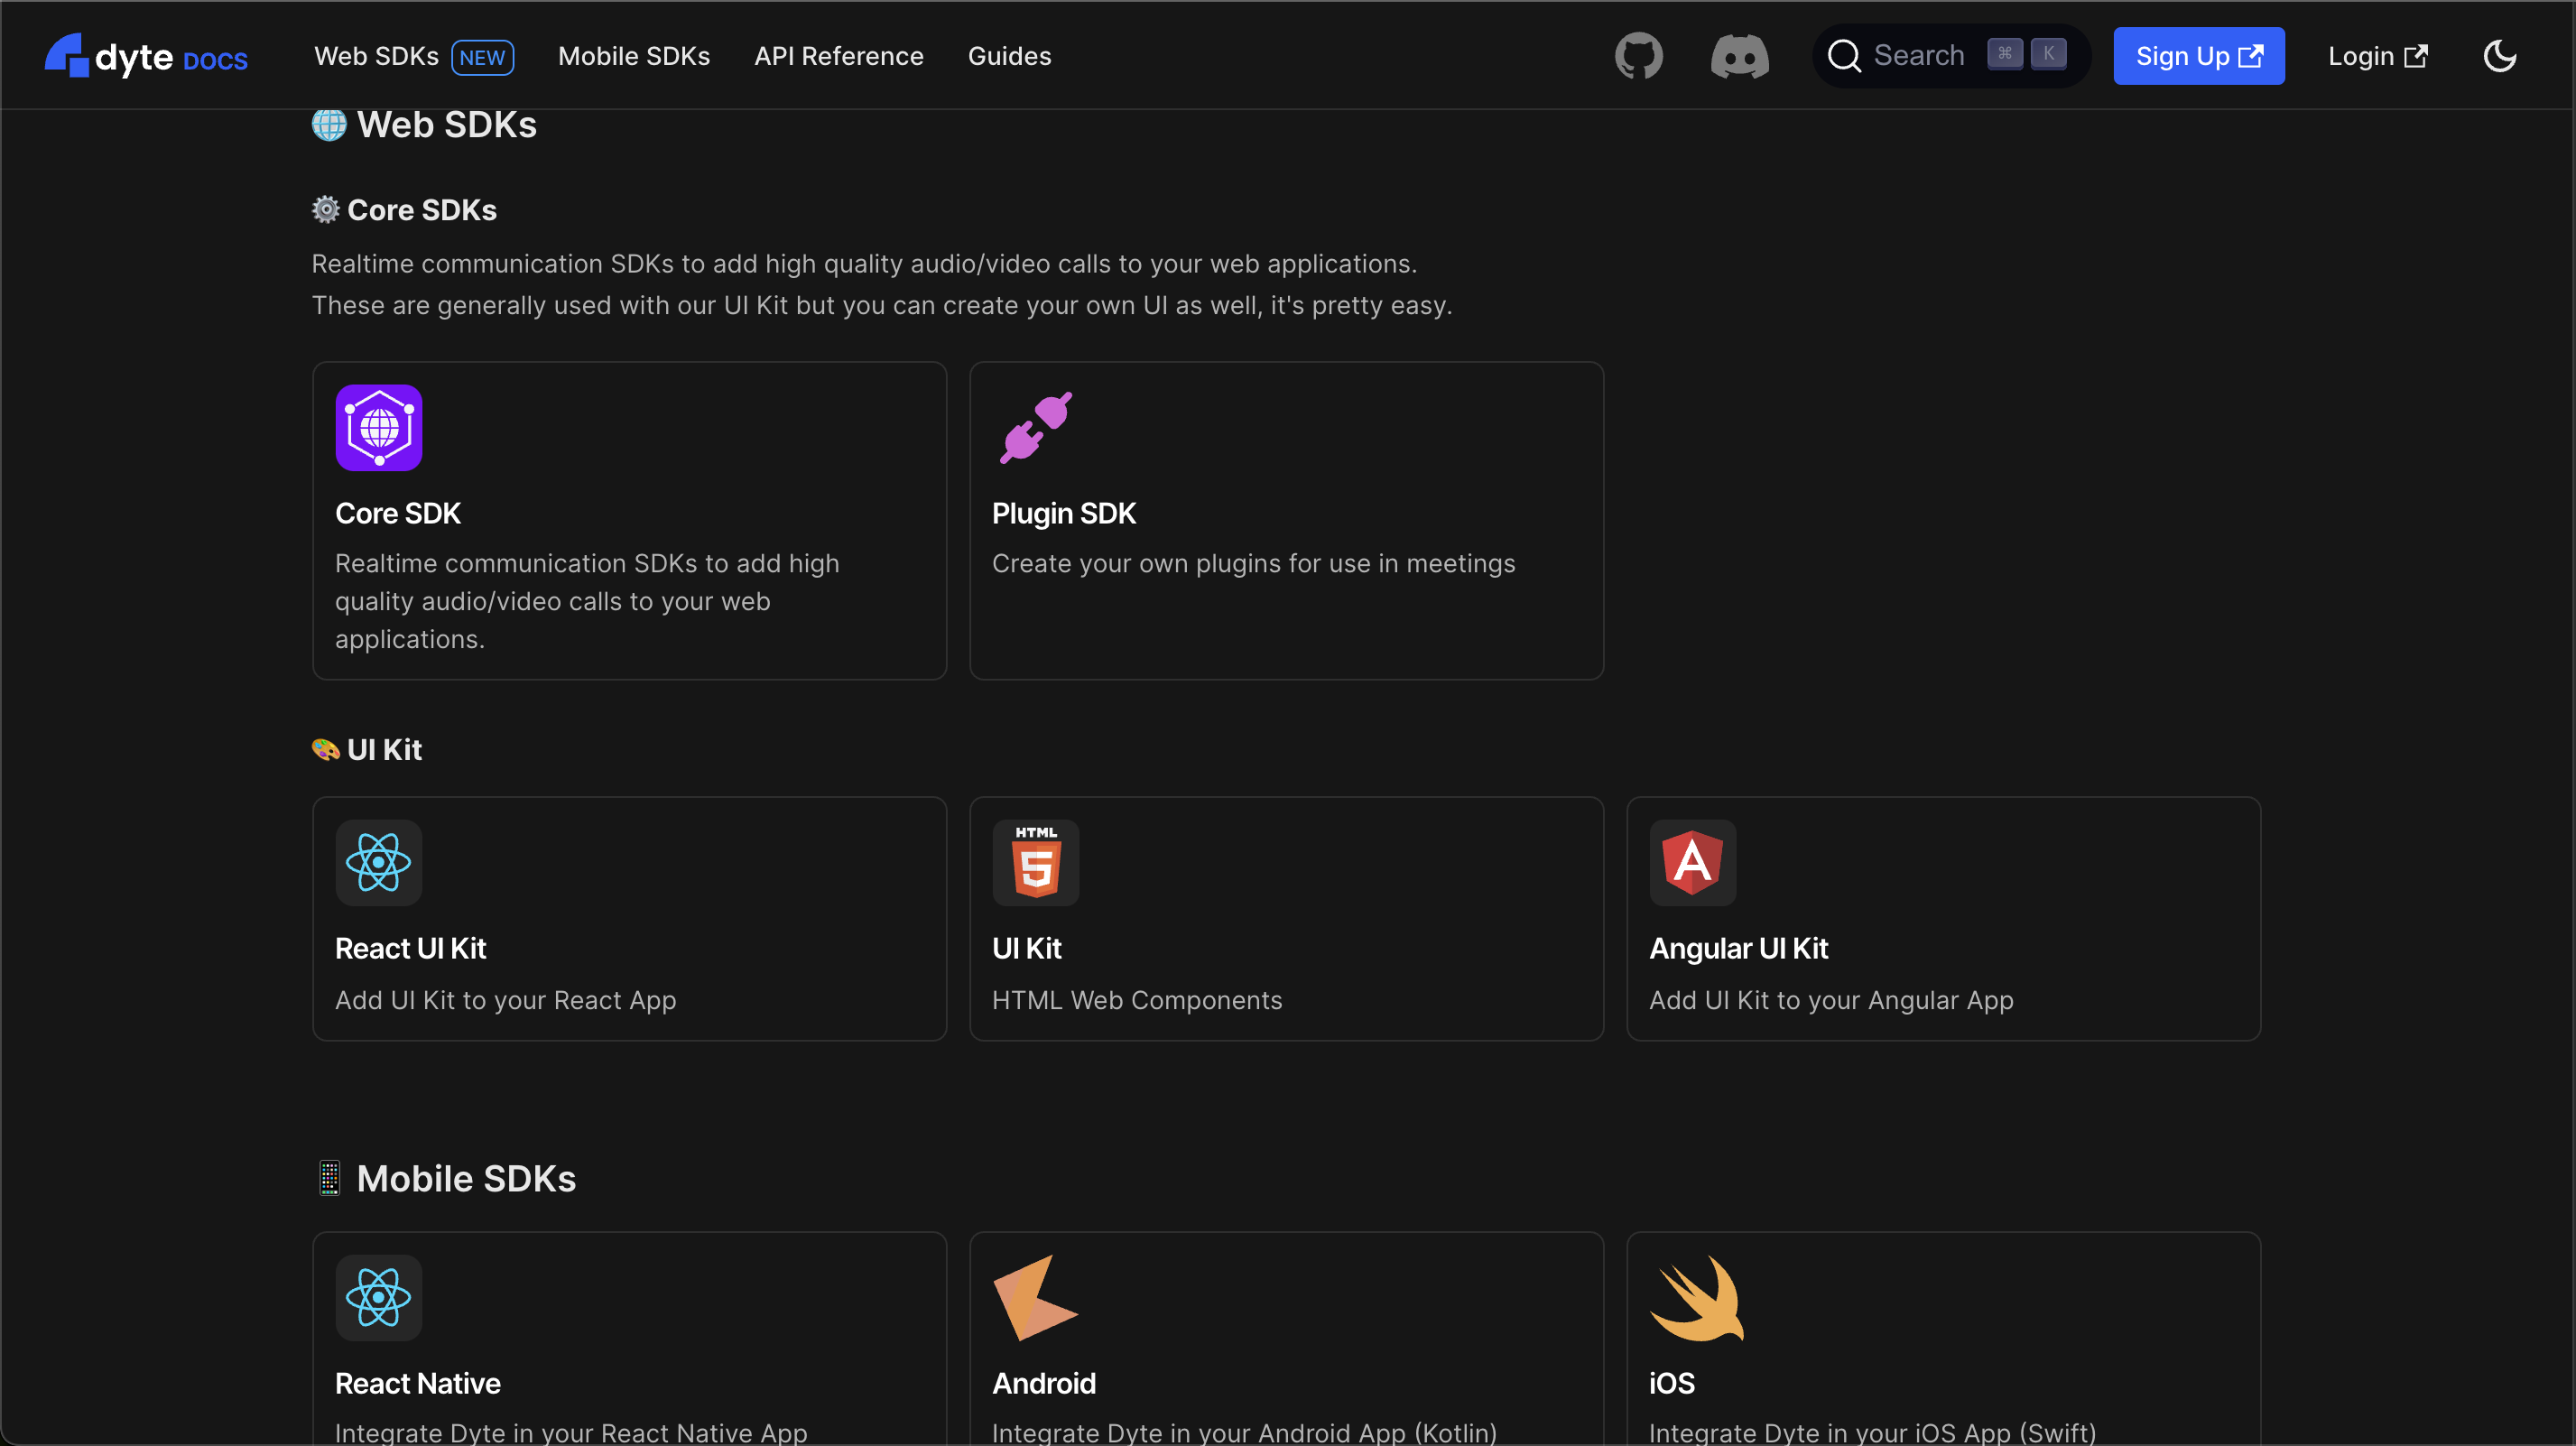 dyte DOCS
Web SDKs NEW
Mobile SDKs
API Reference
Guides
Search ⌘ K
Sign Up
Login
Web SDKs
Core SDKs
Realtime communication SDKs to add high quality audio/video calls to your web applications.
These are generally used with our UI Kit but you can create your own UI as well, it's pretty easy.
Core SDK
Realtime communication SDKs to add high
quality audio/video calls to your web
applications.
Plugin SDK
Create your own plugins for use in meetings
UI Kit
React UI Kit
Add UI Kit to your React App
HTML
5
UI Kit
HTML Web Components
A
Angular UI Kit
Add UI Kit to your Angular App
Mobile SDKs
React Native
Integrate Dyte in your React Native App
Android
Integrate Dyte in your Android App (Kotlin)
iOS
Integrate Dyte in your iOS App (Swift)